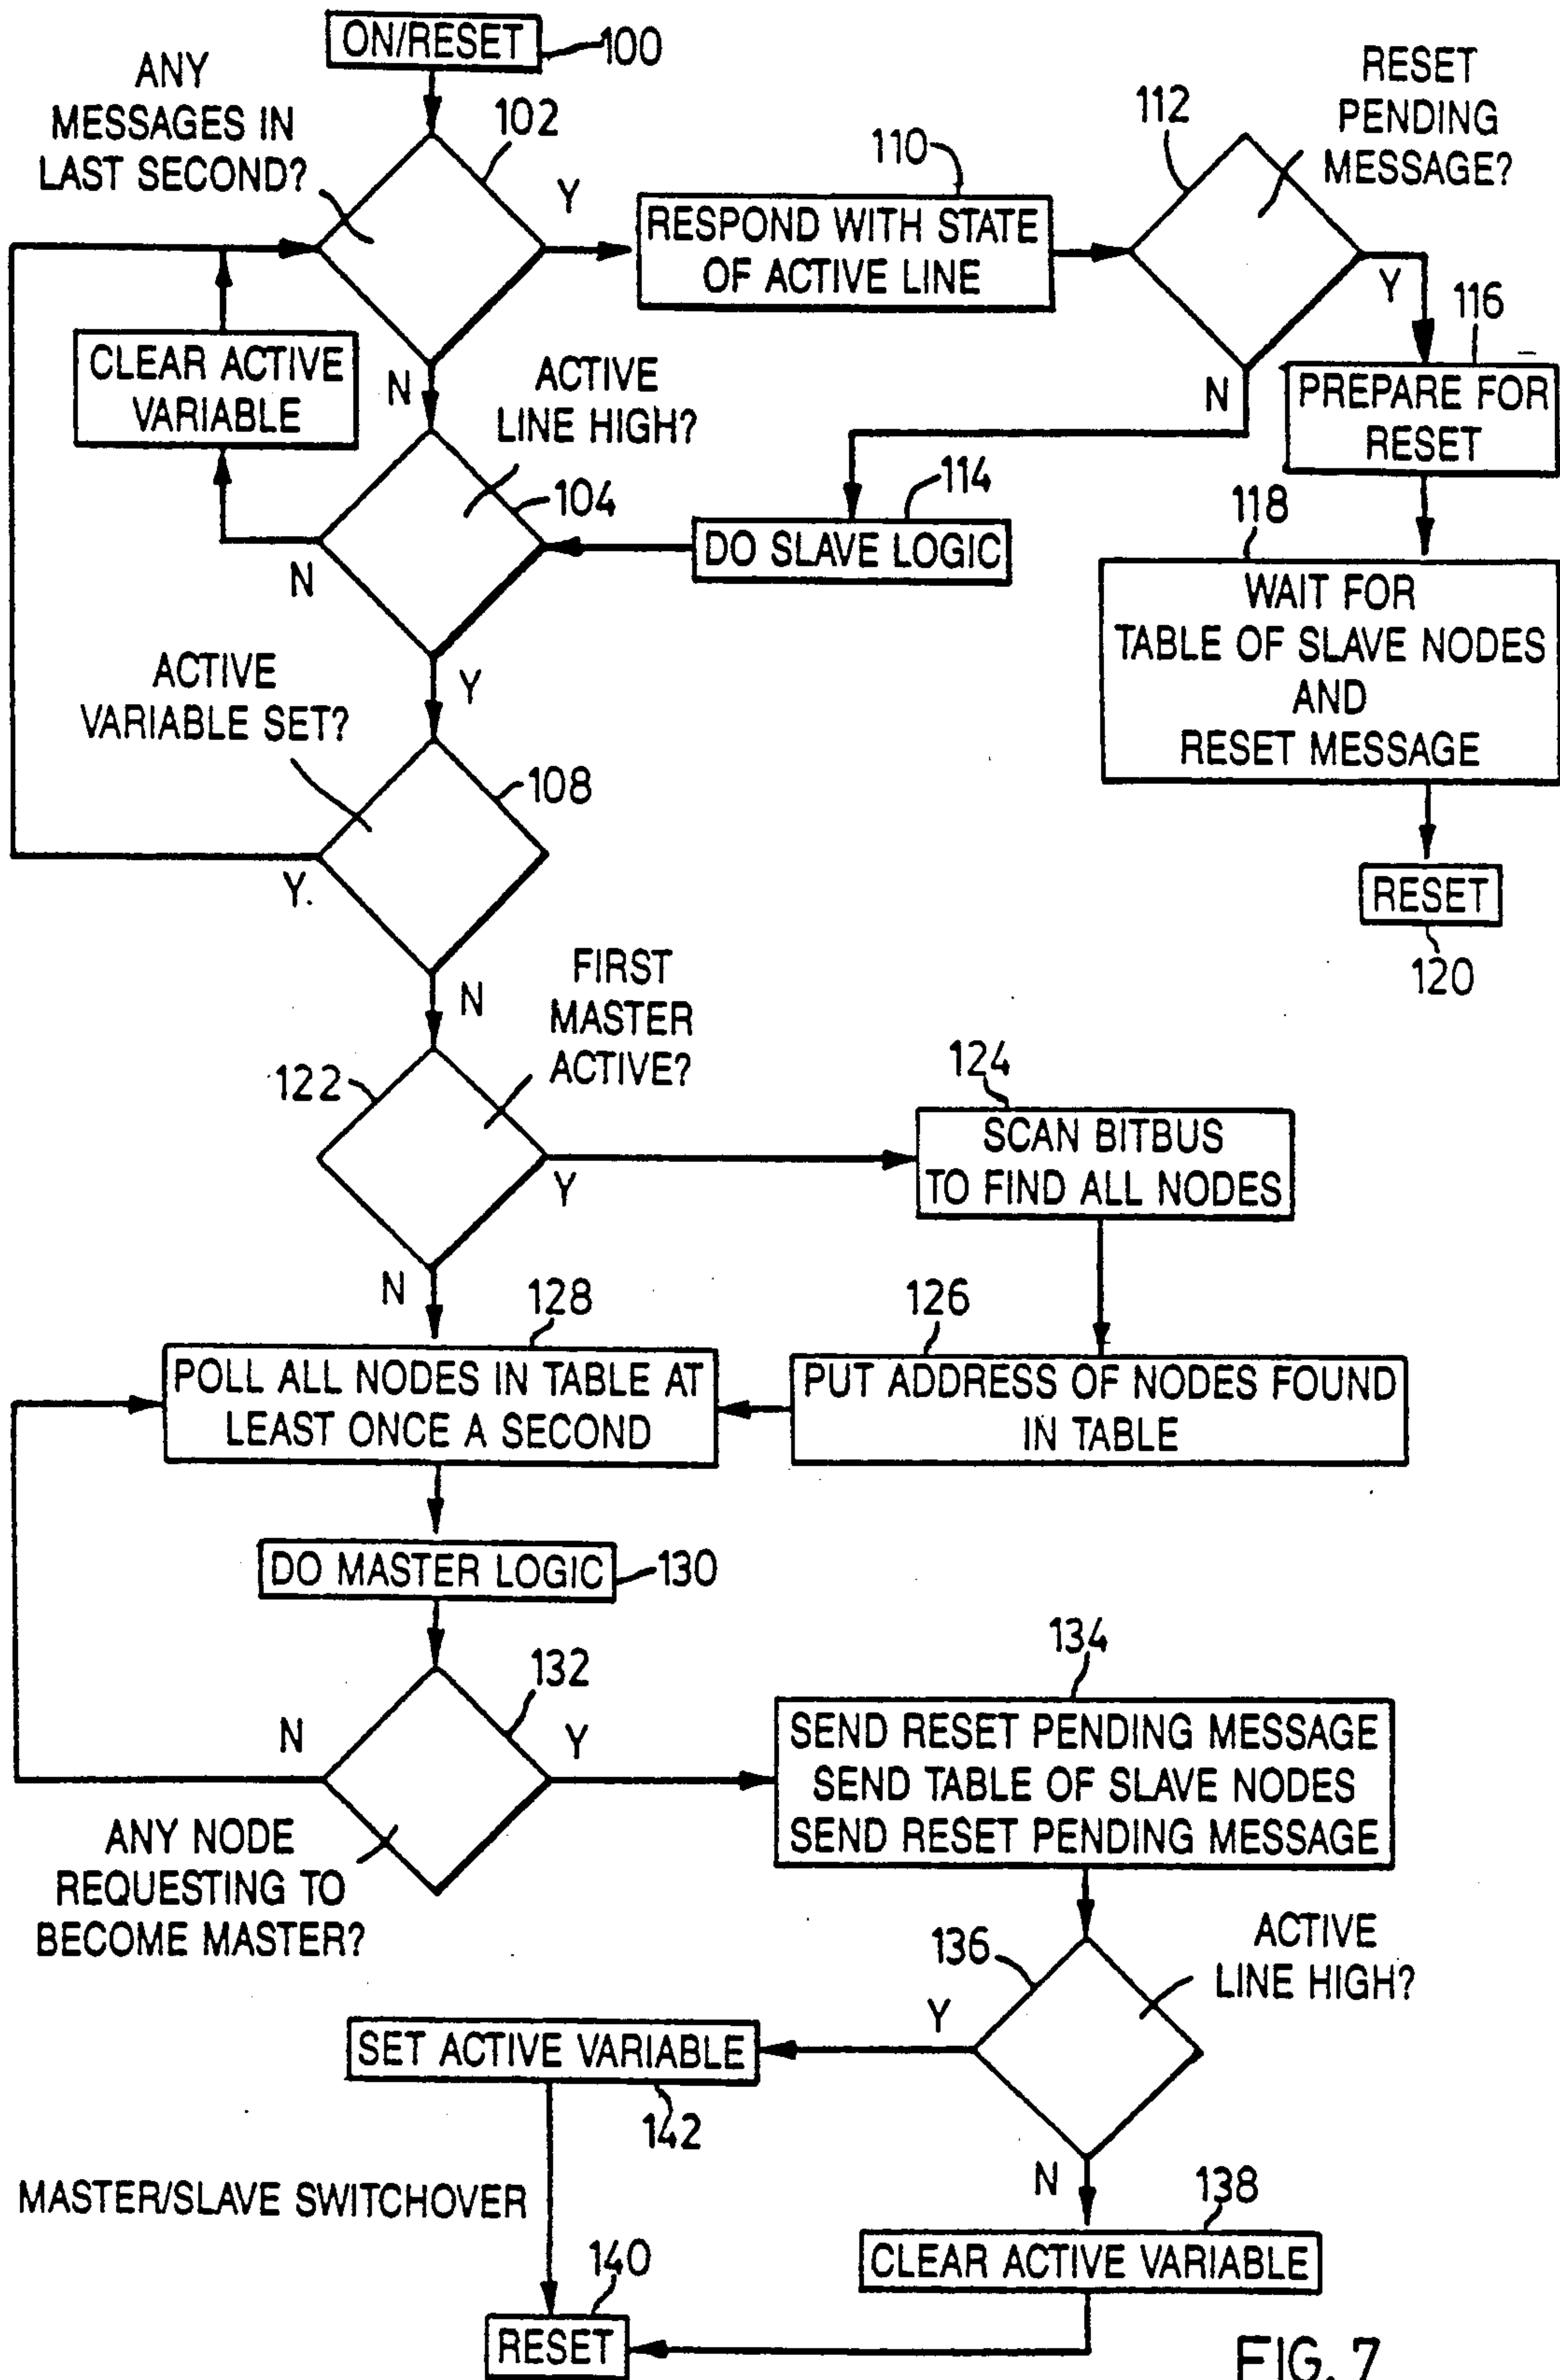 ON/RESET
100
ANY
MESSAGES IN
LAST SECOND?
102
Y
110
RESPOND WITH STATE
OF ACTIVE LINE
112
RESET
PENDING
MESSAGE?
Y
116
PREPARE FOR
RESET
N
CLEAR ACTIVE
VARIABLE
N
ACTIVE
LINE HIGH?
104
N
114
DO SLAVE LOGIC
118
WAIT FOR
TABLE OF SLAVE NODES
AND
RESET MESSAGE
Y
ACTIVE
VARIABLE SET?
108
Y.
RESET
120
N
FIRST
MASTER
ACTIVE?
122
Y
124
SCAN BITBUS
TO FIND ALL NODES
N
128
POLL ALL NODES IN TABLE AT
LEAST ONCE A SECOND
126
PUT ADDRESS OF NODES FOUND
IN TABLE
DO MASTER LOGIC
130
132
N
Y
ANY NODE
REQUESTING TO
BECOME MASTER?
134
SEND RESET PENDING MESSAGE
SEND TABLE OF SLAVE NODES
SEND RESET PENDING MESSAGE
136
ACTIVE
LINE HIGH?
Y
SET ACTIVE VARIABLE
142
N
138
CLEAR ACTIVE VARIABLE
MASTER/SLAVE SWITCHOVER
140
RESET
FIG. 7